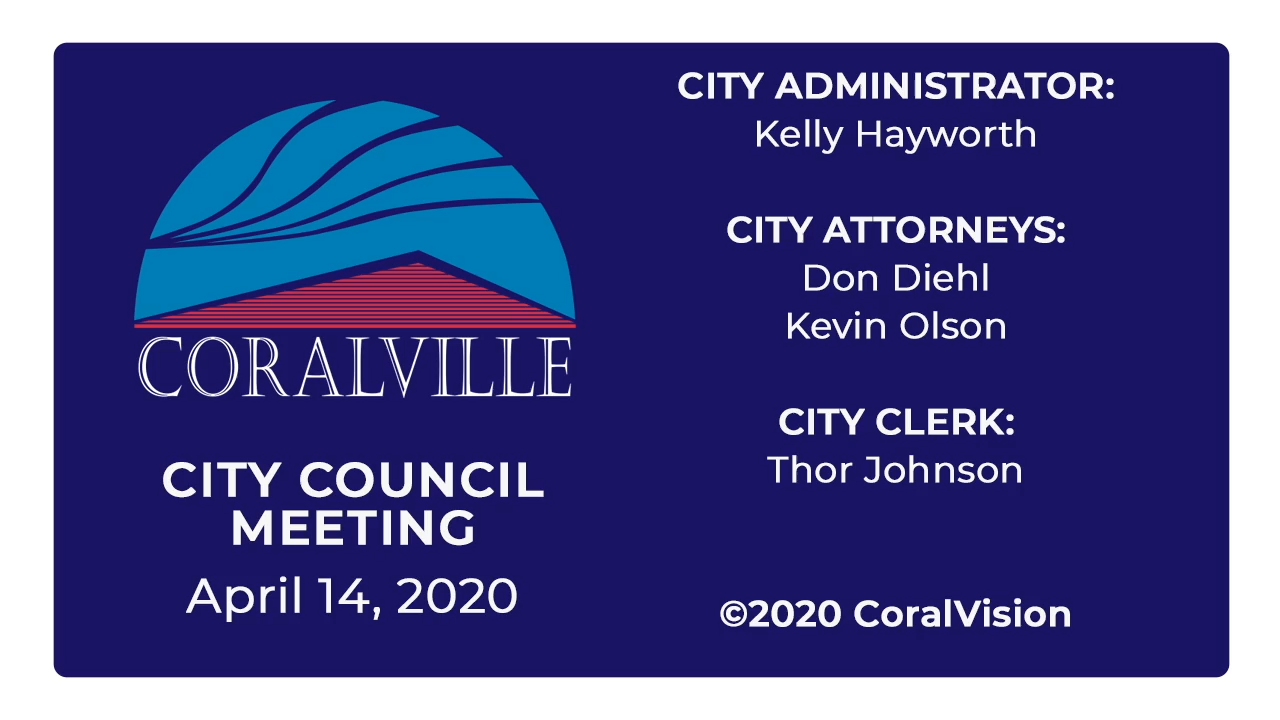 CORALVILLE
CITY COUNCIL
MEETING
April 14, 2020
CITY ADMINISTRATOR:
Kelly Hayworth
CITY ATTORNEYS:
Don Diehl
Kevin Olson
CITY CLERK:
Thor Johnson
©2020 CoralVision